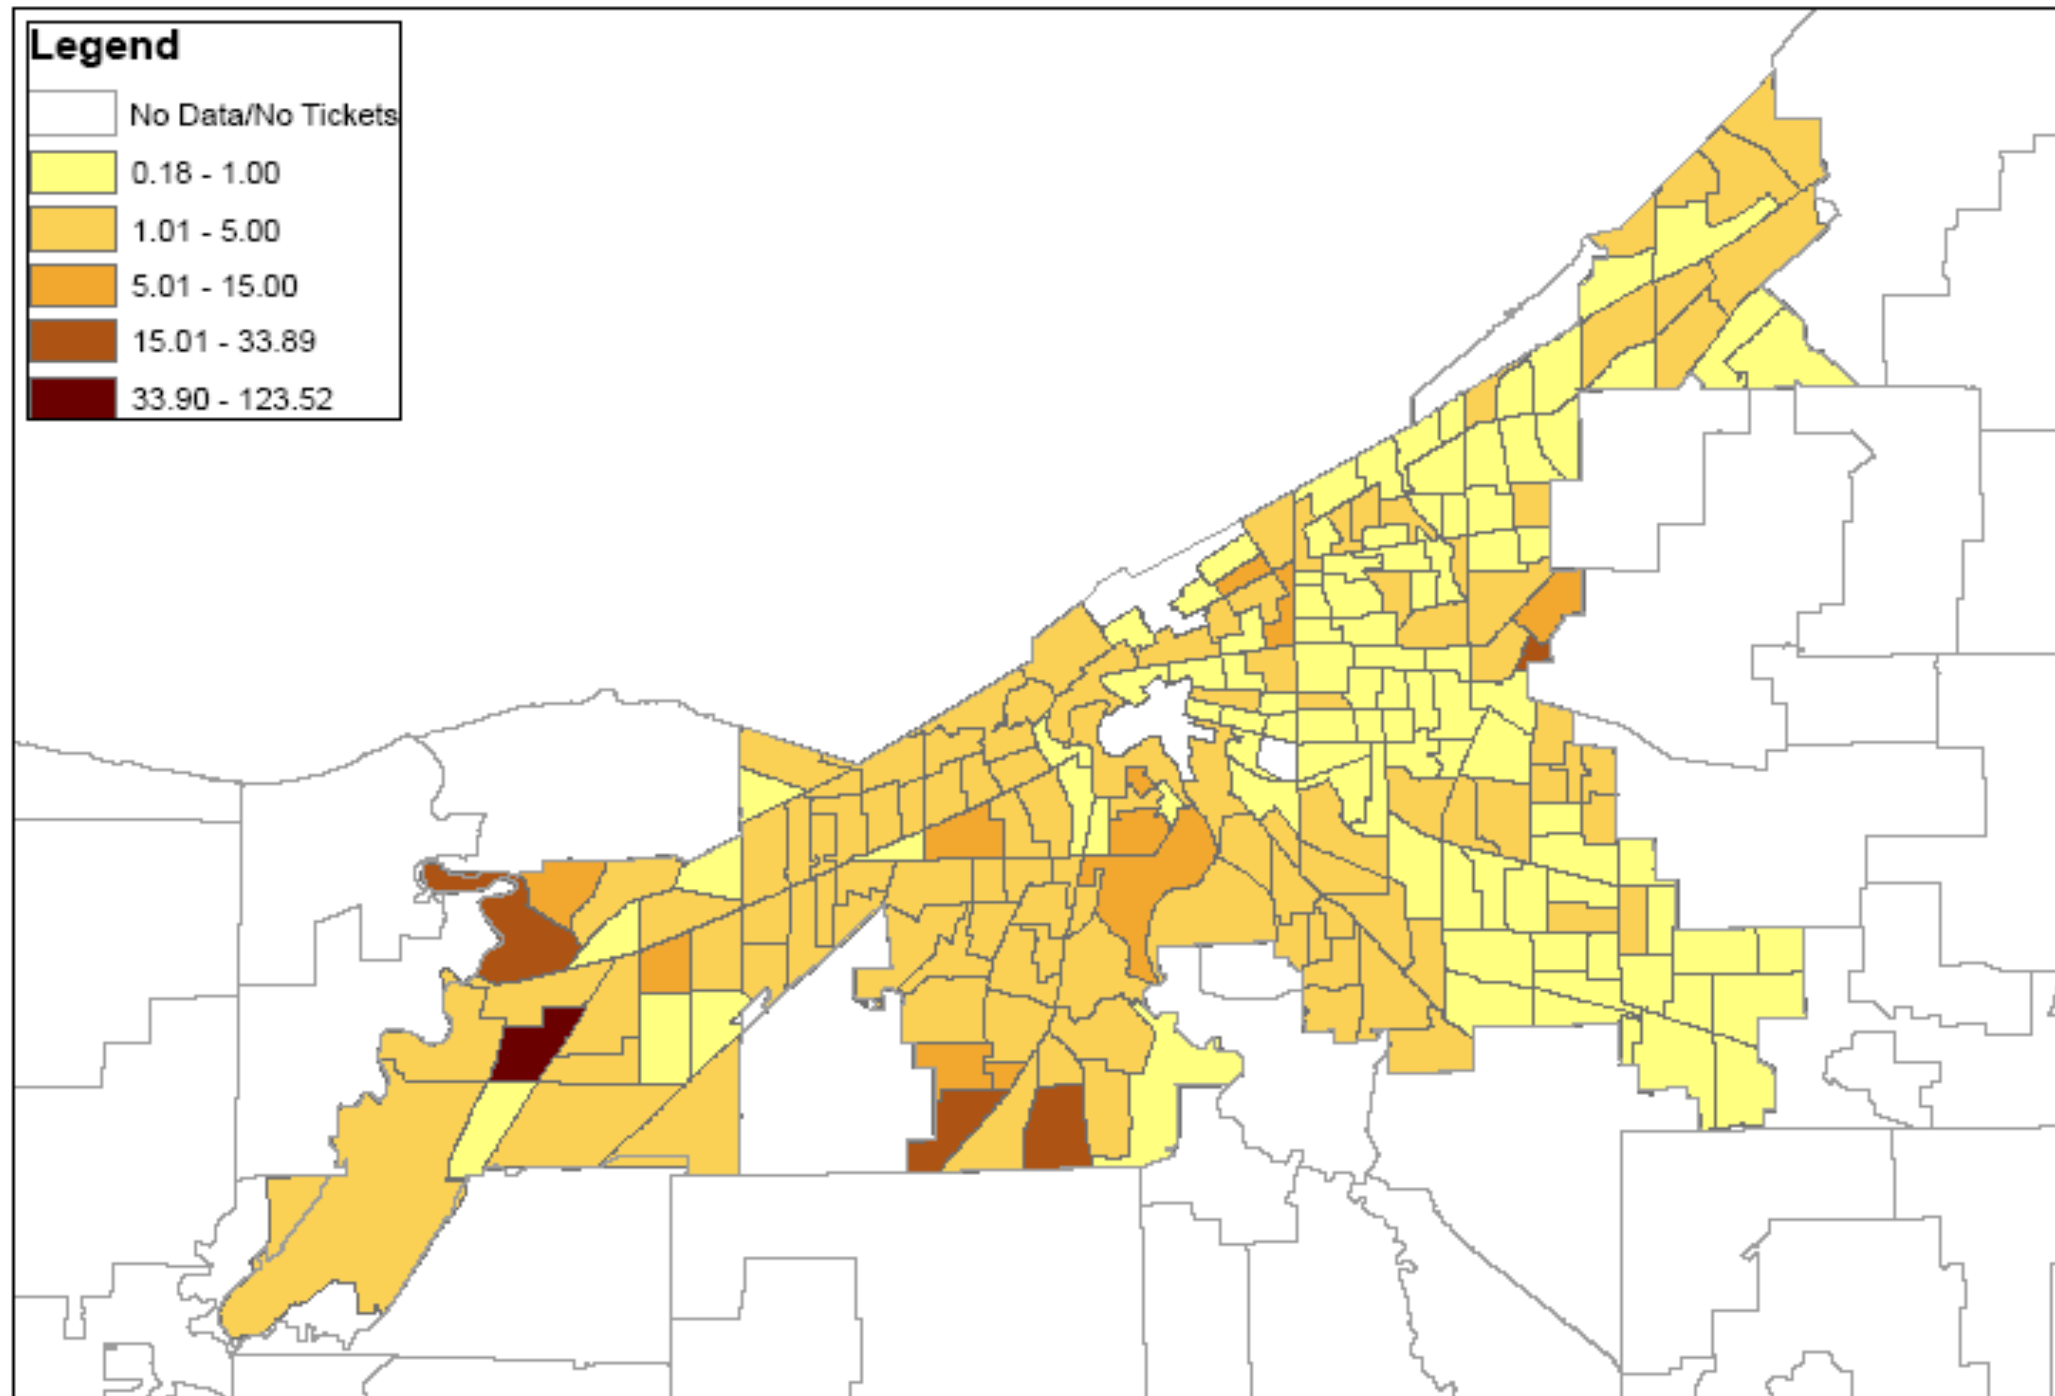 Legend
No Data/No Tickets
0.18 - 1.00
1.01 - 5.00
5.01 - 15.00
15.01 - 33.89
33.90 - 123.52